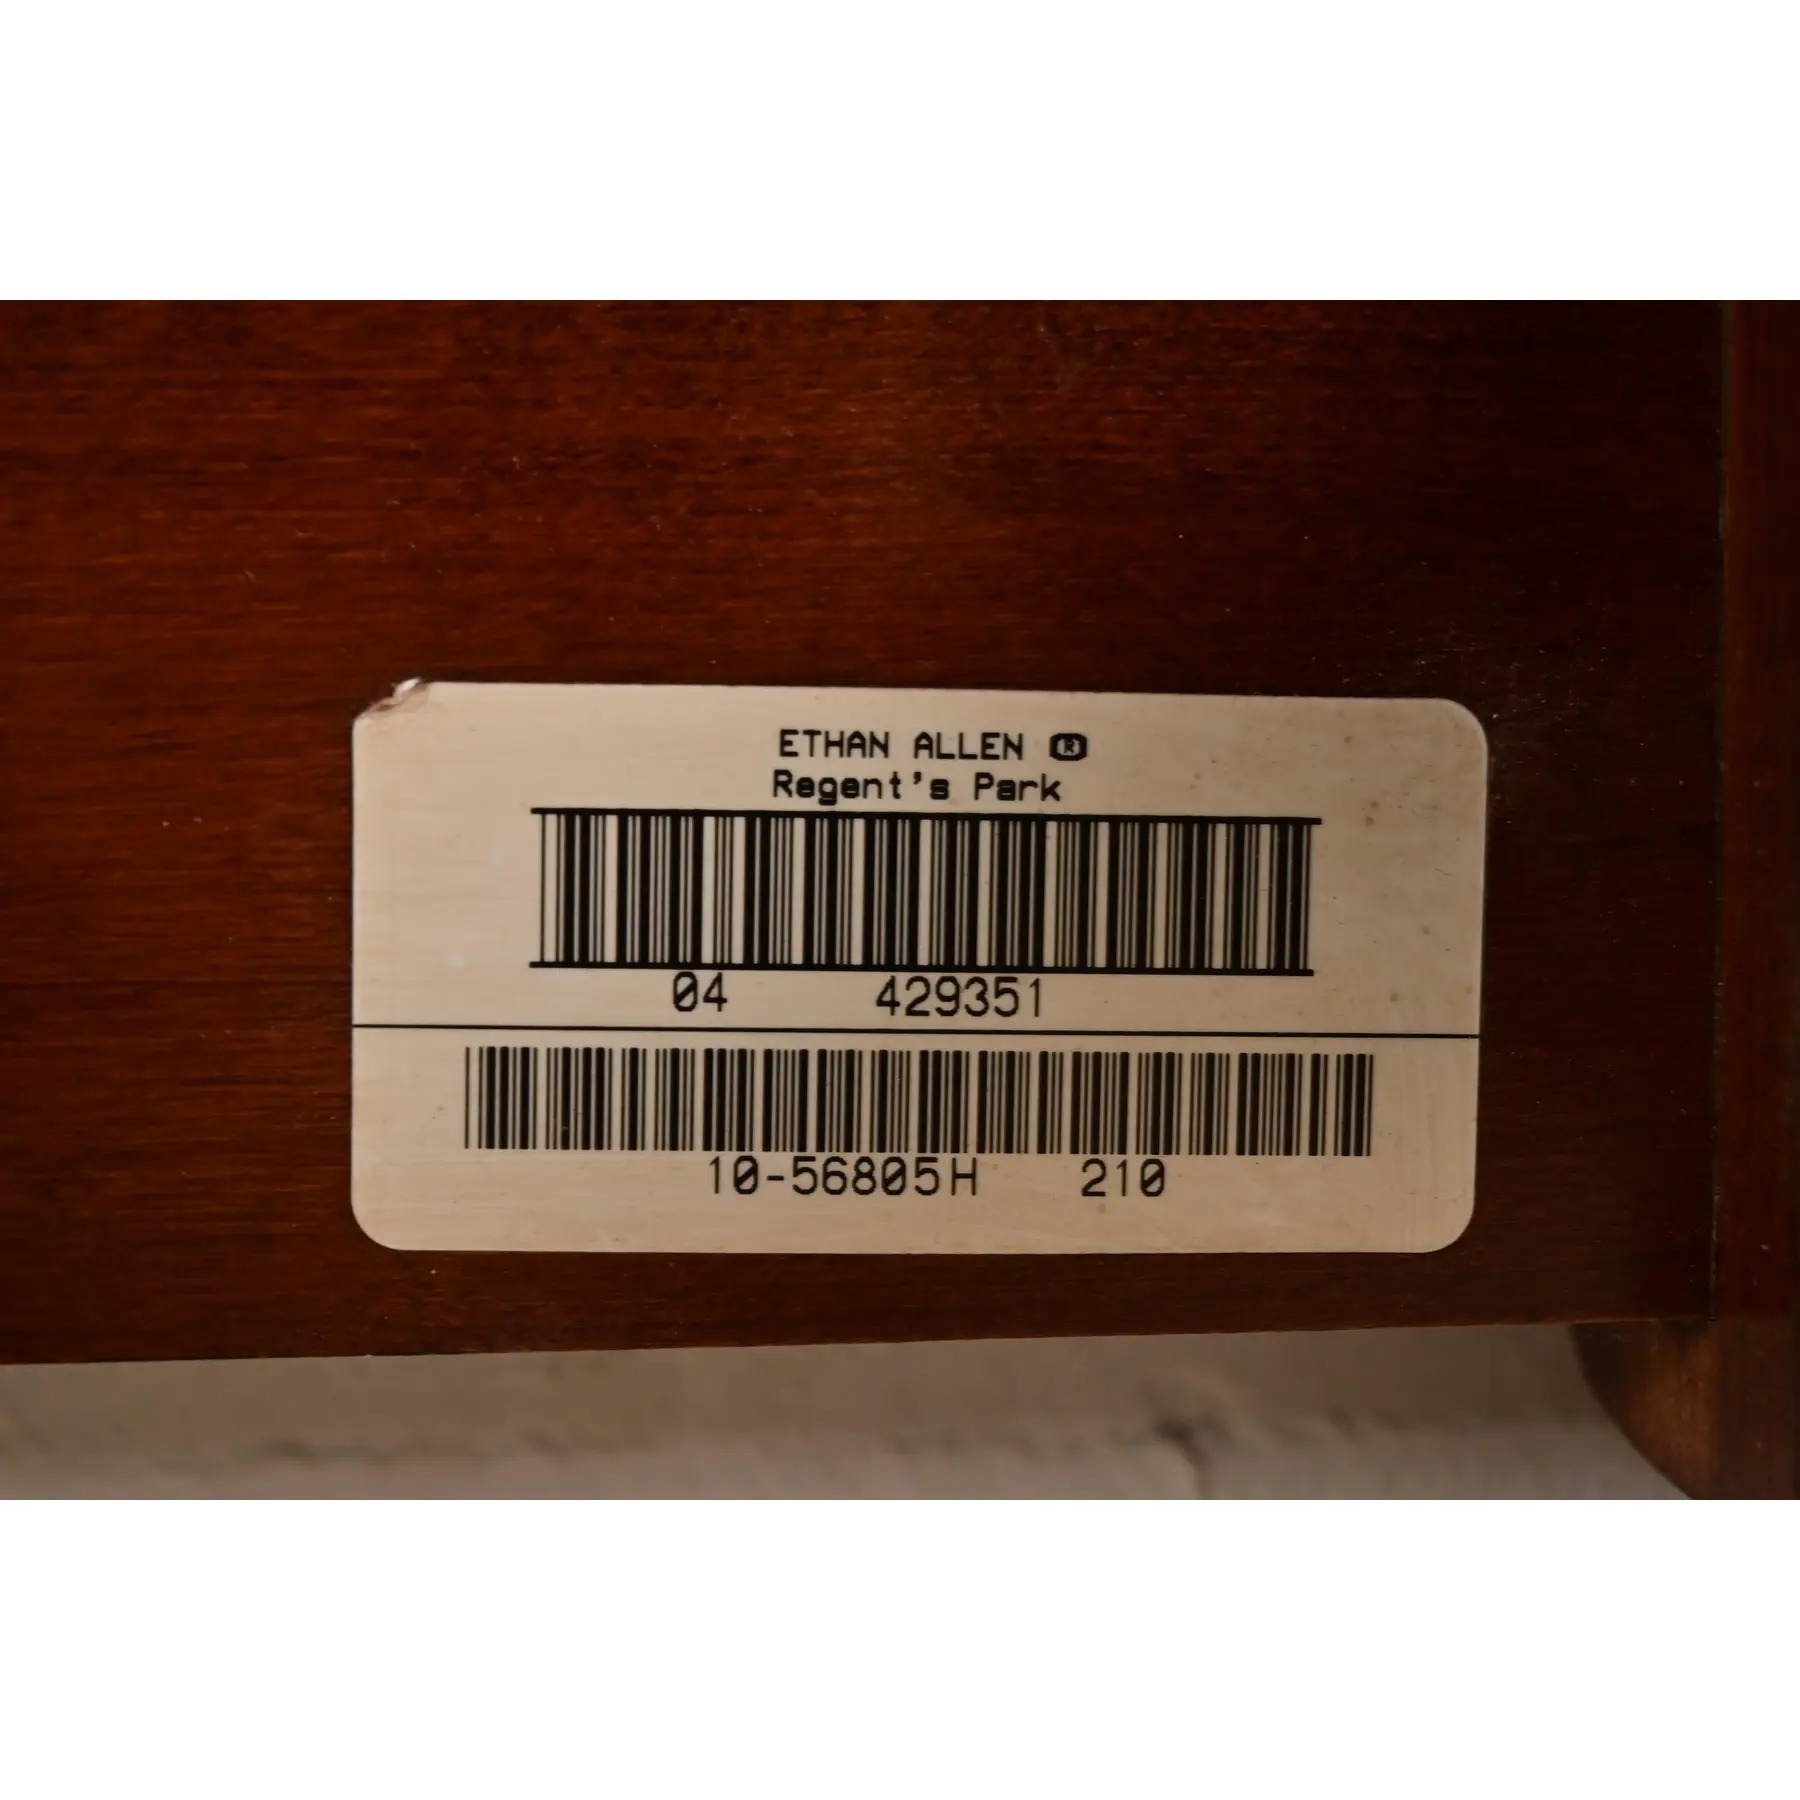 ETHAN ALLEN ®
Regent's Park
04 429351
10-56805H 210